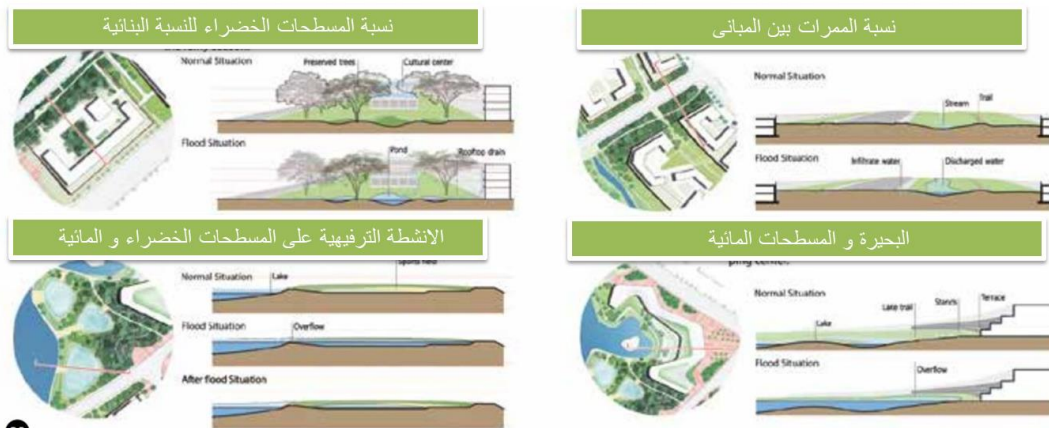 نسبة المسطحات الخضراء للنسبة البنائية
Normal Situation
Preserved trees
Cultural center
Flood Situation
Pond
Rooftop drain
نسبة الممرات بين المبانى
Normal Situation
Stream
Trail
Flood Situation
Infiltrate water
Discharged water
الانشطة الترفيهية على المسطحات الخضراء و المائية
Normal Situation
Lake
Flood Situation
Overflow
After flood Situation
البحيرة و المسطحات المائية
ping center.
Normal Situation
Lake
Lake trail
Stands
Terrace
Flood Situation
Overflow